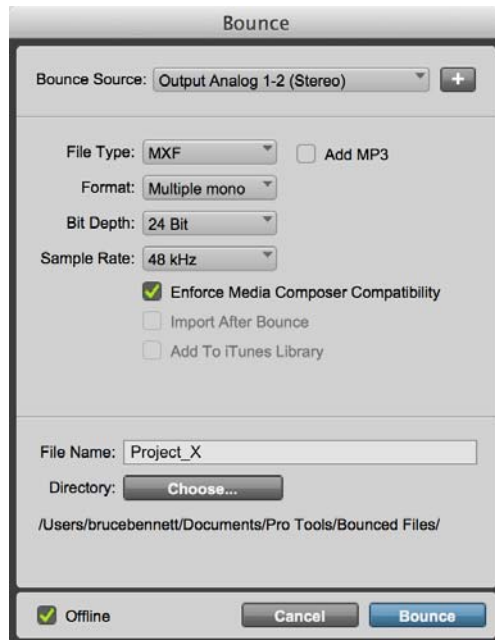 Bounce
Bounce Source: Output Analog 1-2 (Stereo) +
File Type: MXF Add MP3
Format: Multiple mono
Bit Depth: 24 Bit
Sample Rate: 48 kHz
Enforce Media Composer Compatibility
Import After Bounce
Add To iTunes Library
File Name: Project_X
Directory: Choose...
/Users/brucebennett/Documents/Pro Tools/Bounced Files/
Offline Cancel Bounce